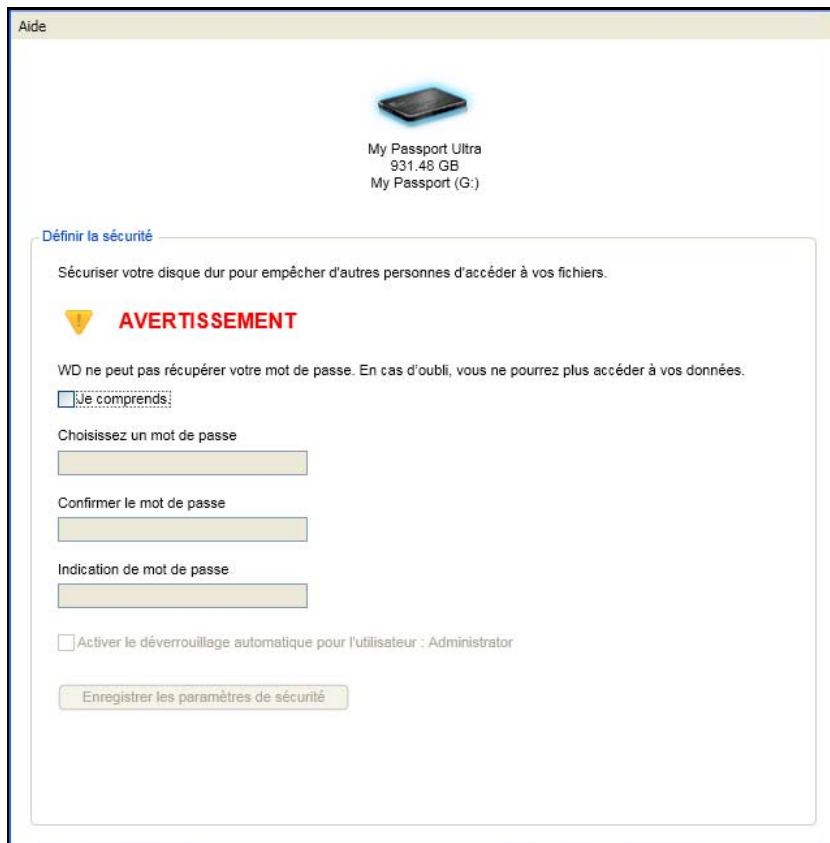 Aide
My Passport Ultra
931.48 GB
My Passport (G:)
Définir la sécurité
Sécuriser votre disque dur pour empêcher d'autres personnes d'accéder à vos fichiers.
AVERTISSEMENT
WD ne peut pas récupérer votre mot de passe. En cas d'oubli, vous ne pourrez plus accéder à vos données.
Je comprends.
Choisissez un mot de passe
Confirmer le mot de passe
Indication de mot de passe
Activer le déverrouillage automatique pour l'utilisateur : Administrator
Enregistrer les paramètres de sécurité